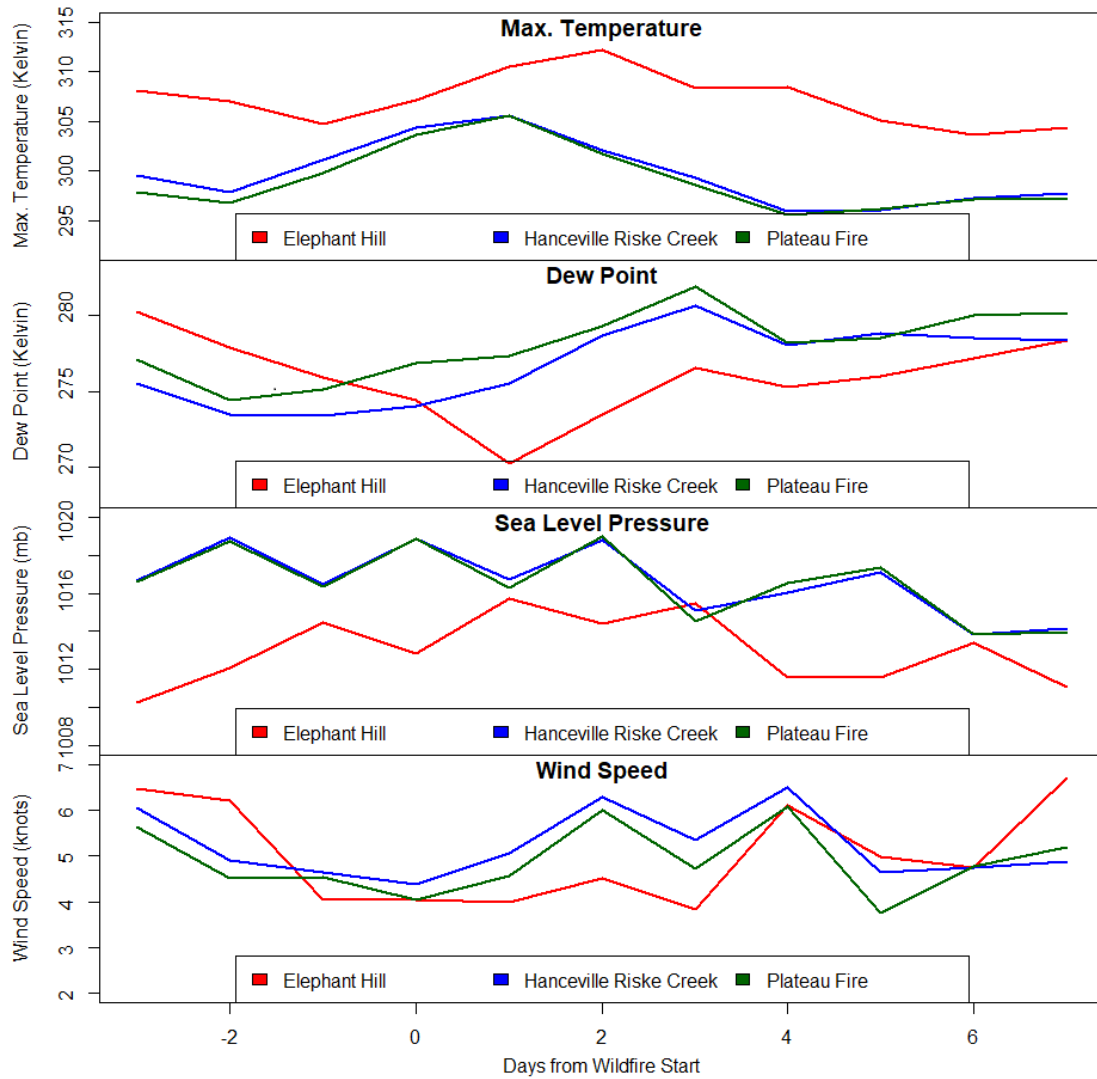 Max. Temperature
Max. Temperature (Kelvin)
315
310
305
300
295
Elephant Hill Hanceville Riske Creek Plateau Fire
Dew Point
Dew Point (Kelvin)
280
275
270
Elephant Hill Hanceville Riske Creek Plateau Fire
Sea Level Pressure
Sea Level Pressure (mb)
1020
1016
1012
1008
Elephant Hill Hanceville Riske Creek Plateau Fire
Wind Speed
Wind Speed (knots)
7
6
5
4
3
2
Elephant Hill Hanceville Riske Creek Plateau Fire
-2 0 2 4 6
Days from Wildfire Start